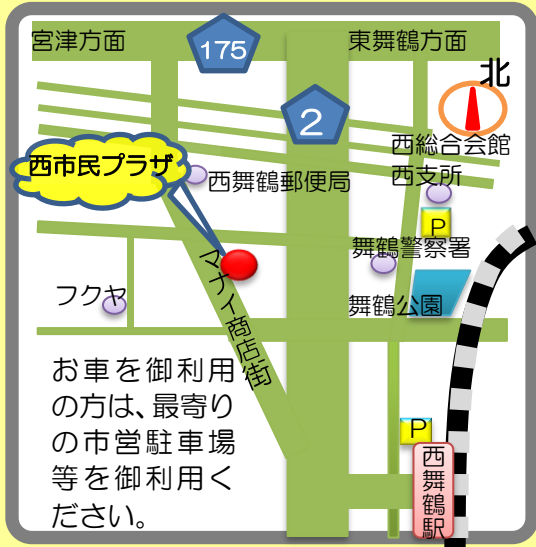 宮津方面
175
東舞鶴方面
北
2
西総合会館
西支所
西市民プラザ
西舞鶴郵便局
P
舞鶴警察署
フクヤ
マナイ商店街
舞鶴公園
お車を御利用
の方は、最寄り
の市営駐車場
等を御利用く
ださい。
P
西舞鶴駅